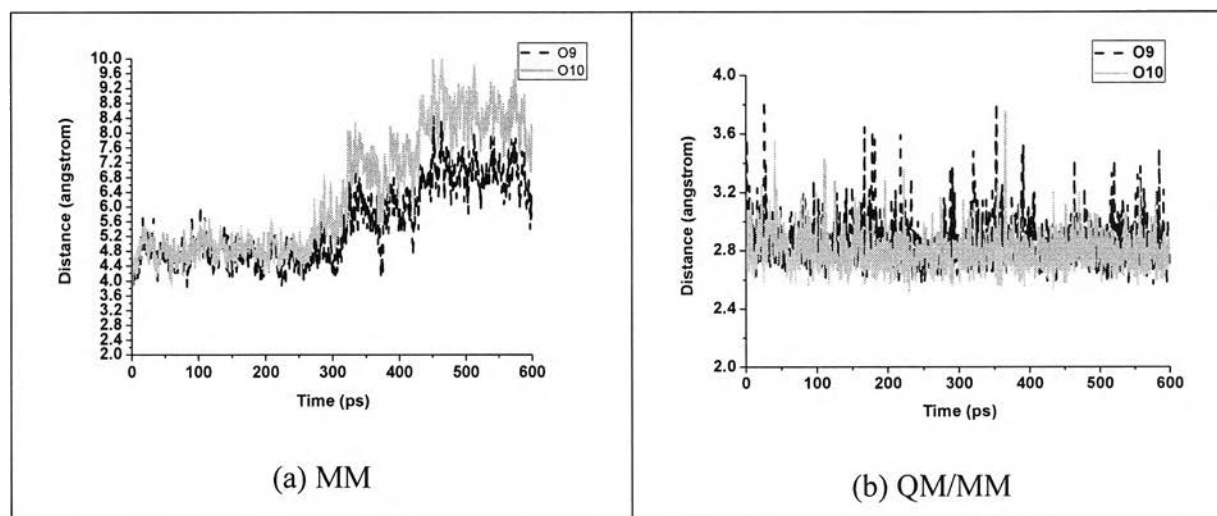 O9
O10
10.0
9.6
9.2
8.8
8.4
8.0
7.6
7.2
6.8
6.4
6.0
5.6
5.2
4.8
4.4
4.0
3.6
3.2
2.8
2.4
2.0
Distance (angstrom)
0 100 200 300 400 500 600
Time (ps)
(a) MM
O9
O10
4.0
3.6
3.2
2.8
2.4
2.0
Distance (angstrom)
0 100 200 300 400 500 600
Time (ps)
(b) QM/MM